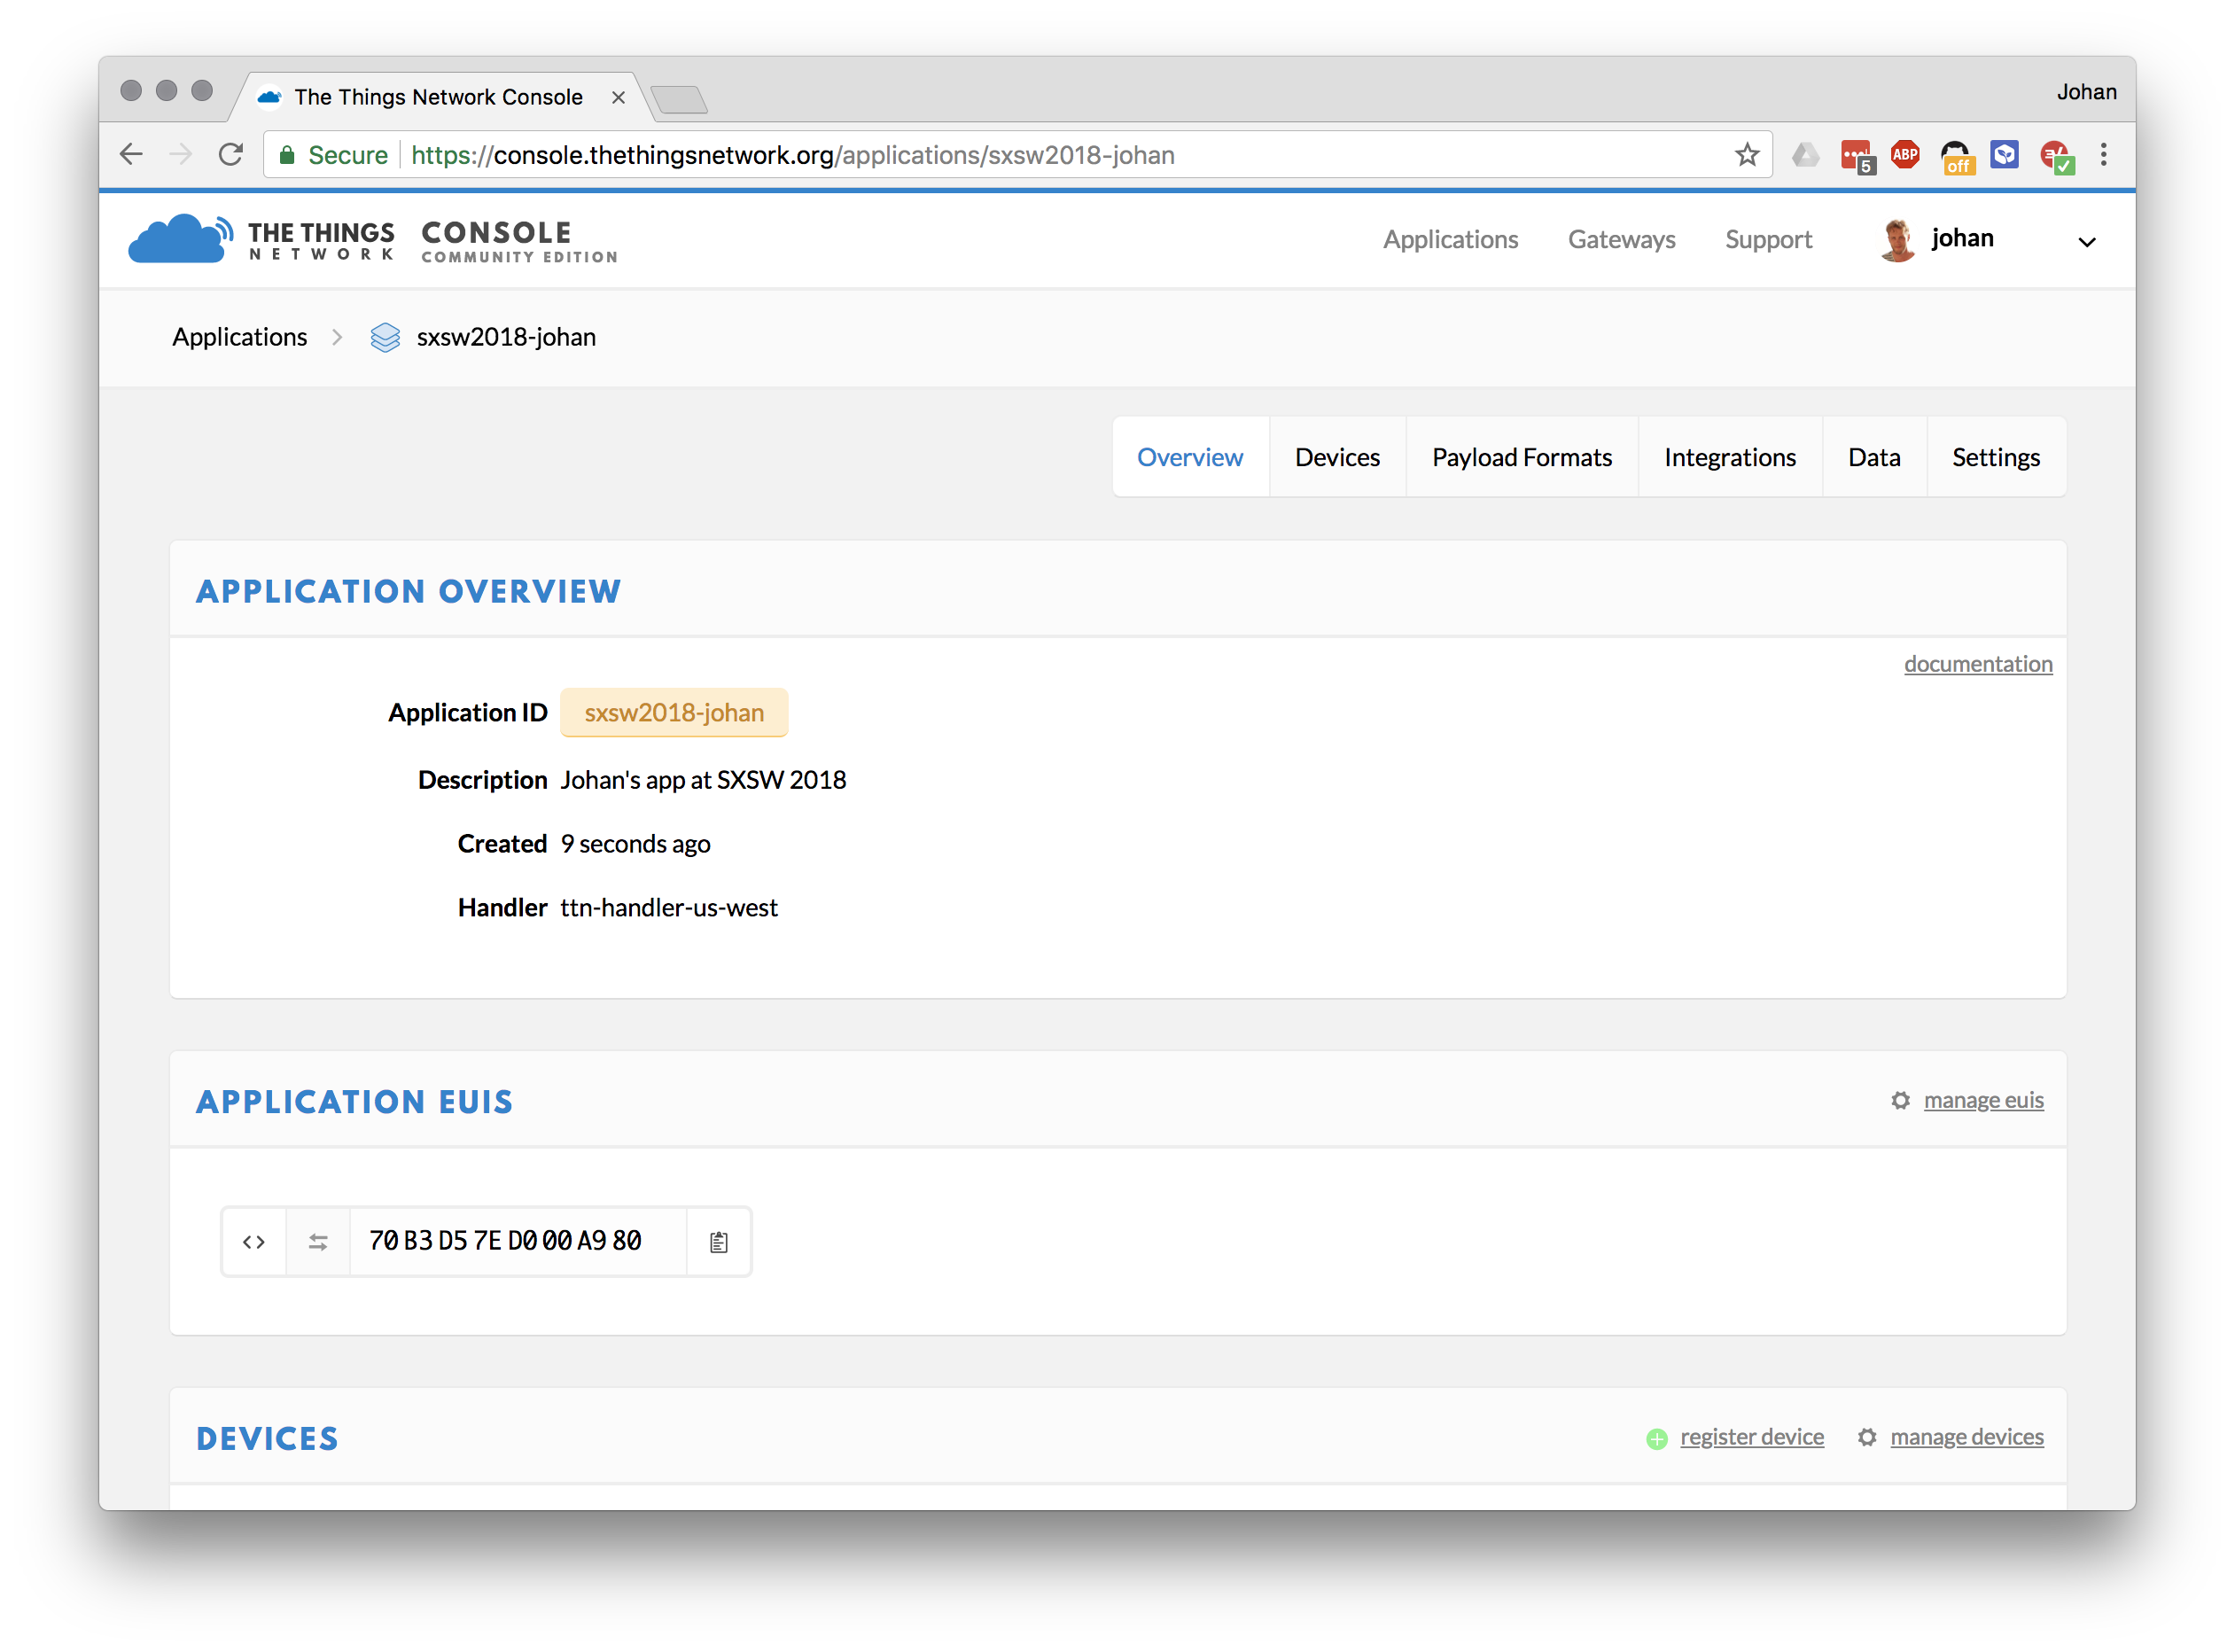 The Things Network Console
Johan
Secure https://console.thethingsnetwork.org/applications/sxsw2018-johan
5
ABP
off
THE THINGS
NETWORK
CONSOLE
COMMUNITY EDITION
Applications Gateways Support johan
Applications sxsw2018-johan
Overview Devices Payload Formats Integrations Data Settings
APPLICATION OVERVIEW
documentation
Application ID sxsw2018-johan
Description Johan's app at SXSW 2018
Created 9 seconds ago
Handler ttn-handler-us-west
APPLICATION EUIS
manage euis
<> 70 B3 D5 7E D0 00 A9 80
DEVICES
register device manage devices